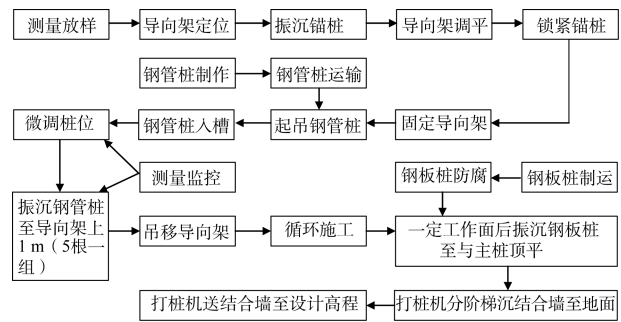 测量放样
导向架定位
振沉锚桩
导向架调平
锁紧锚桩
钢管桩制作
钢管桩运输
微调桩位
钢管桩入槽
起吊钢管桩
固定导向架
测量监控
钢板桩防腐
钢板桩制运
振沉钢管桩
至导向架上
1 m（5根一
组）
吊移导向架
循环施工
一定工作面后振沉钢板桩
至与主桩顶平
打桩机送结合墙至设计高程
打桩机分阶梯沉结合墙至地面